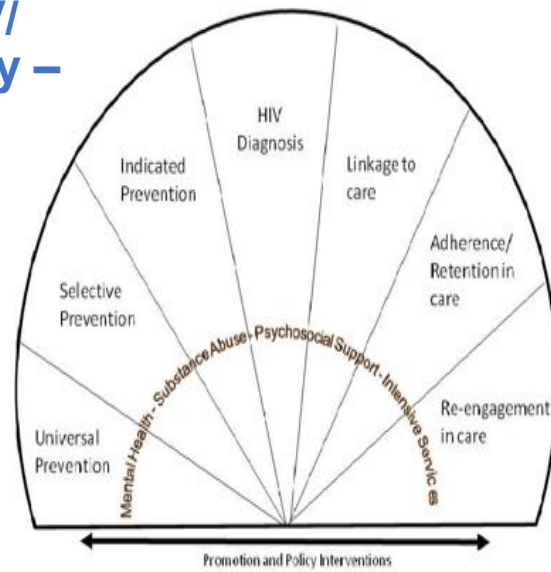 //
y –
HIV
Diagnosis
Indicated
Prevention
Linkage to
care
Selective
Prevention
Adherence/
Retention in
care
Universal
Prevention
Re-engagement
in care
Mental Health - Substance Abuse - Psychosocial Support - Intensive Services
Promotion and Policy Interventions